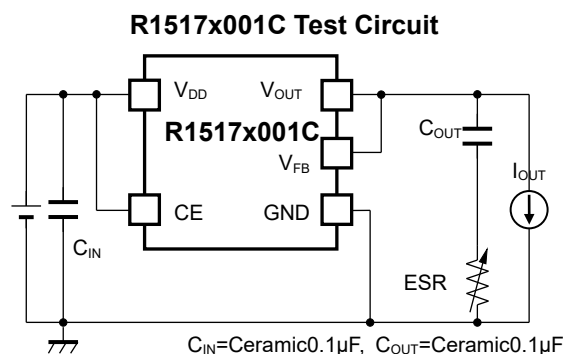 R1517x001C Test Circuit
VDD
VOUT
R1517x001C
VFB
CE
GND
COUT
IOUT
CIN
ESR
CIN=Ceramic0.1µF, COUT=Ceramic0.1µF